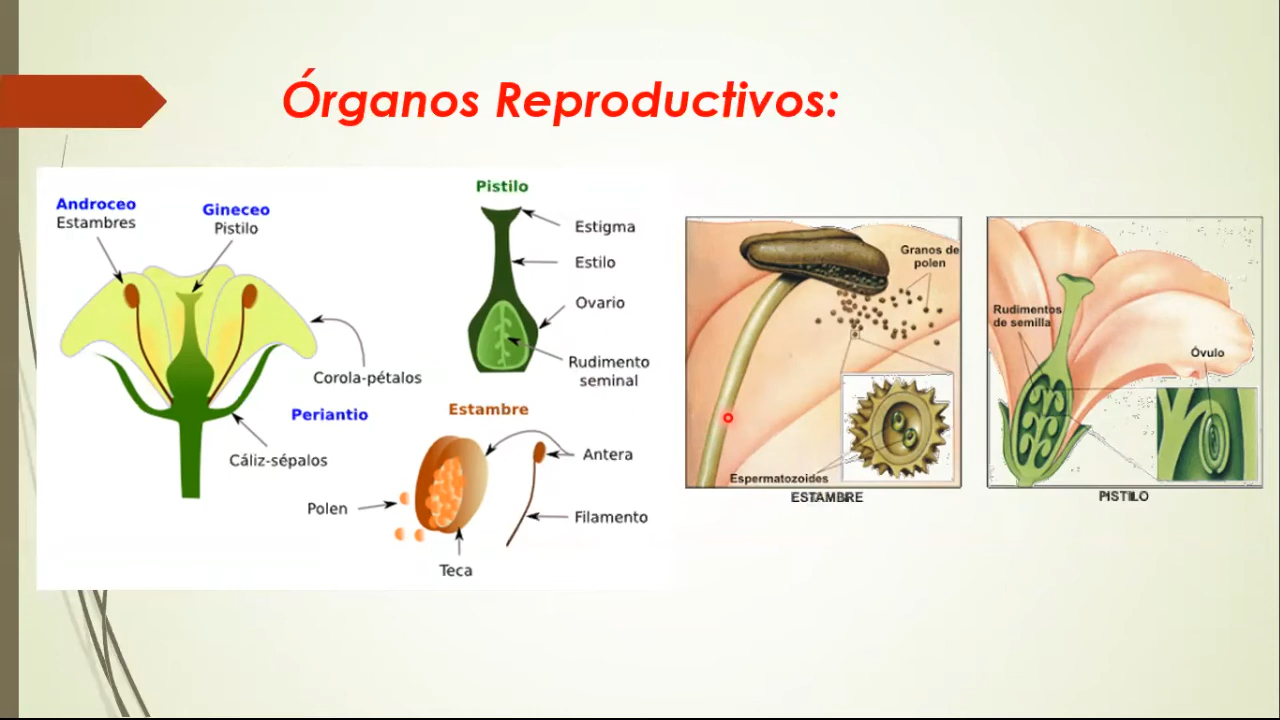 Órganos Reproductivos:
Androceo
Estambres
Gineceo
Pistilo
Corola-pétalos
Periantio
Cáliz-sépalos
Pistilo
Estigma
Estilo
Ovario
Rudimento
seminal
Estambre
Antera
Polen
Filamento
Teca
Granos de
polen
Espermatozoides
ESTAMBRE
Rudimentos
de semilla
Óvulo
PISTILO